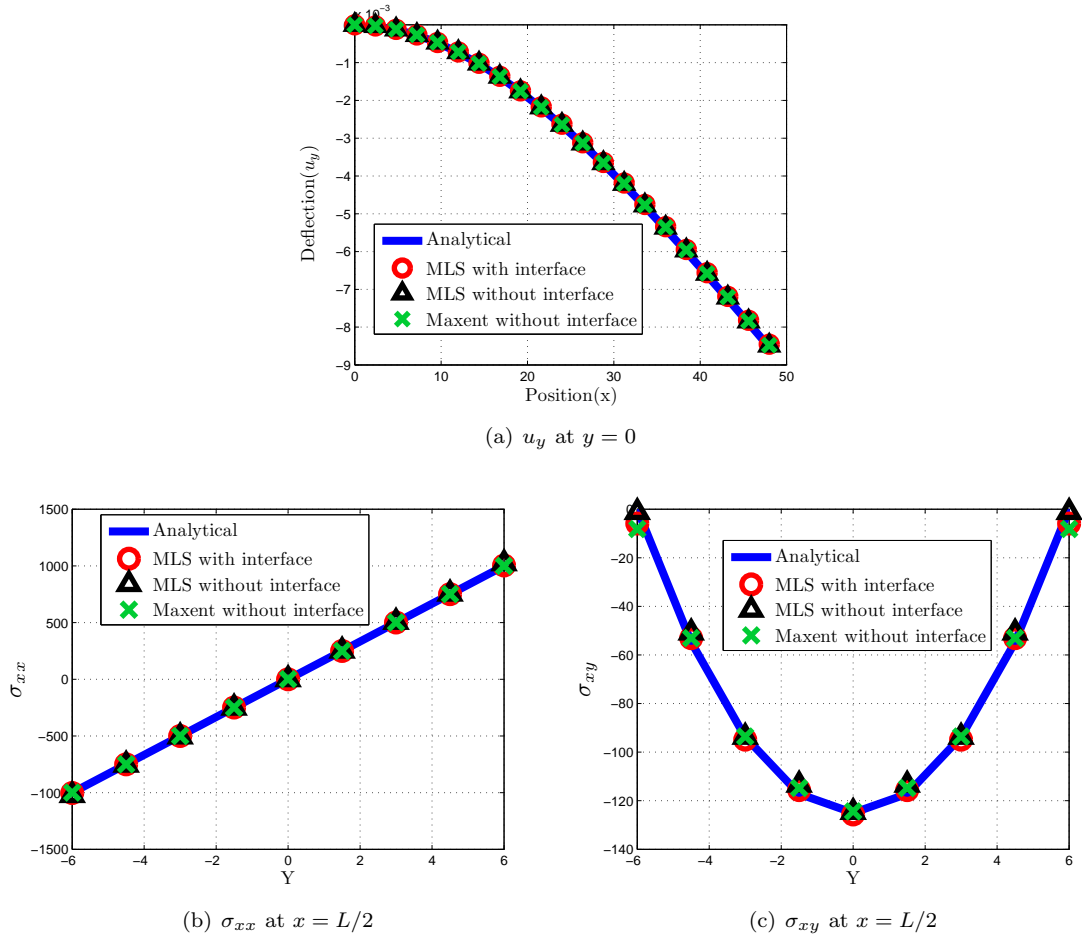 ×10⁻³
0
−1
−2
−3
−4
−5
−6
−7
−8
−9
Deflection(u_y)
Analytical
MLS with interface
MLS without interface
Maxent without interface
0 10 20 30 40 50
Position(x)
(a) u_y at y = 0
1500
1000
500
0
−500
−1000
−1500
σ_xx
Analytical
MLS with interface
MLS without interface
Maxent without interface
−6 −4 −2 0 2 4 6
Y
(b) σ_xx at x = L/2
0
−20
−40
−60
−80
−100
−120
−140
σ_xy
Analytical
MLS with interface
MLS without interface
Maxent without interface
−6 −4 −2 0 2 4 6
Y
(c) σ_xy at x = L/2